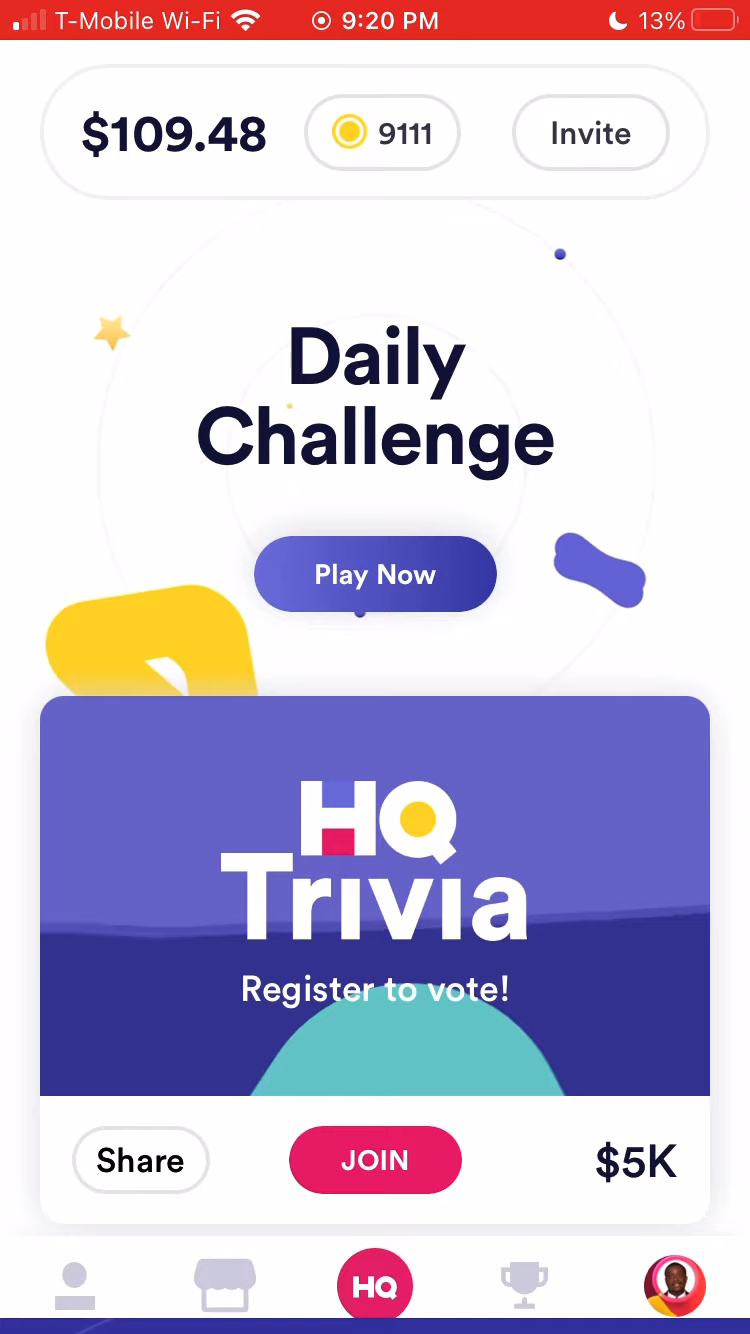 T-Mobile Wi-Fi 9:20 PM 13%
$109.48 9111 Invite
Daily
Challenge
Play Now
HQ
Trivia
Register to vote!
Share JOIN $5K
HQ